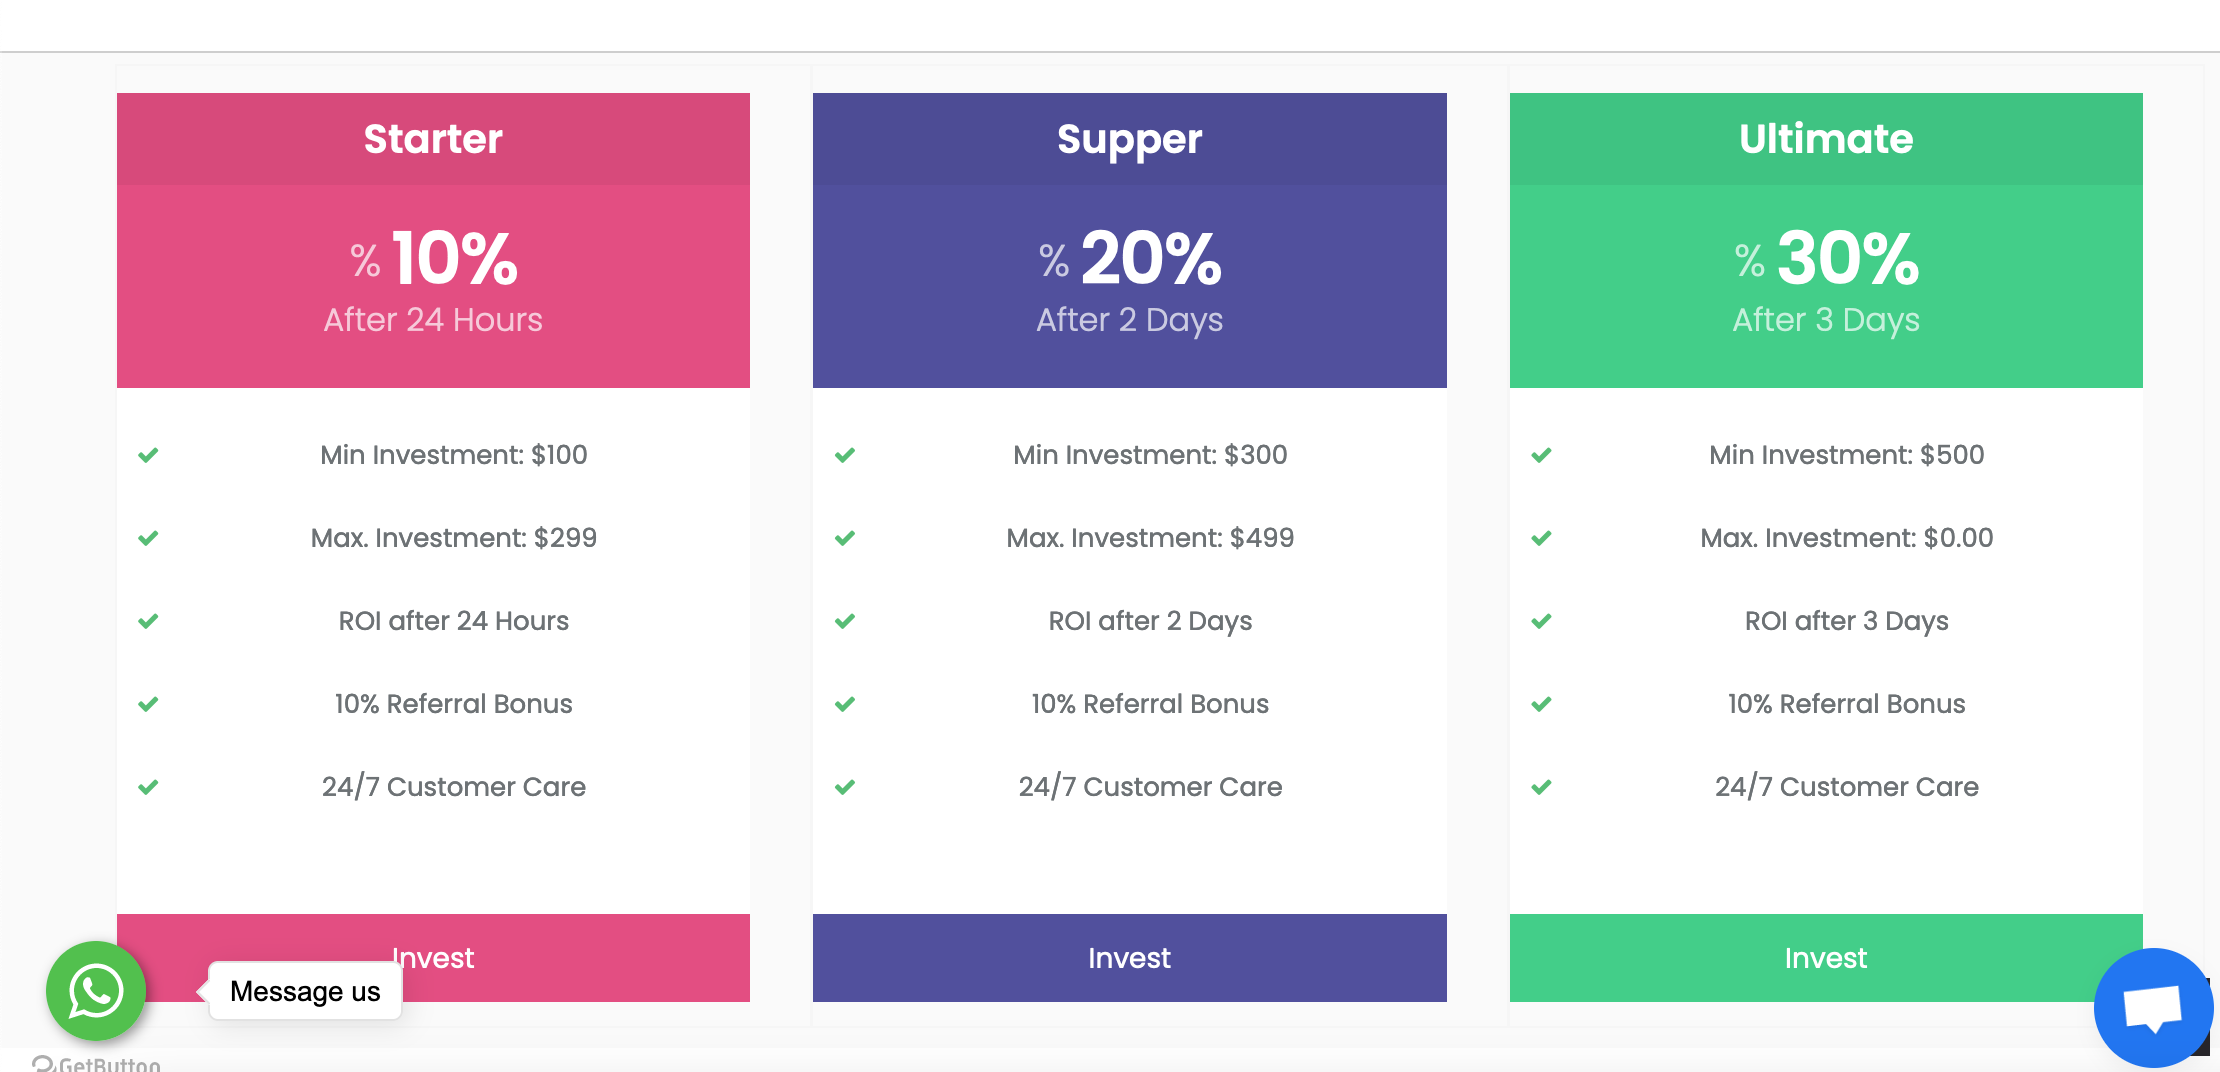 Starter
% 10%
After 24 Hours
Min Investment: $100
Max. Investment: $299
ROI after 24 Hours
10% Referral Bonus
24/7 Customer Care
Invest
Supper
% 20%
After 2 Days
Min Investment: $300
Max. Investment: $499
ROI after 2 Days
10% Referral Bonus
24/7 Customer Care
Invest
Ultimate
% 30%
After 3 Days
Min Investment: $500
Max. Investment: $0.00
ROI after 3 Days
10% Referral Bonus
24/7 Customer Care
Invest
Message us
GetButton